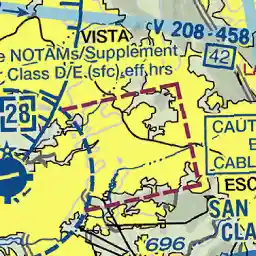 VISTA
V 208-458
e NOTAMs/Supplement
42
Class D/E (sfc) eff hrs
28
CAUT
E
CABL
ESC
SAN
CLA
696